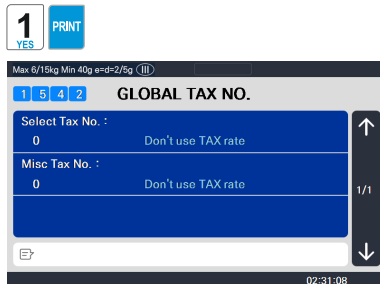 1
YES
PRINT
Max 6/15kg Min 40g e=d=2/5g III
1 5 4 2 GLOBAL TAX NO.
Select Tax No. :
0 Don't use TAX rate
Misc Tax No. :
0 Don't use TAX rate
1/1
02:31:08